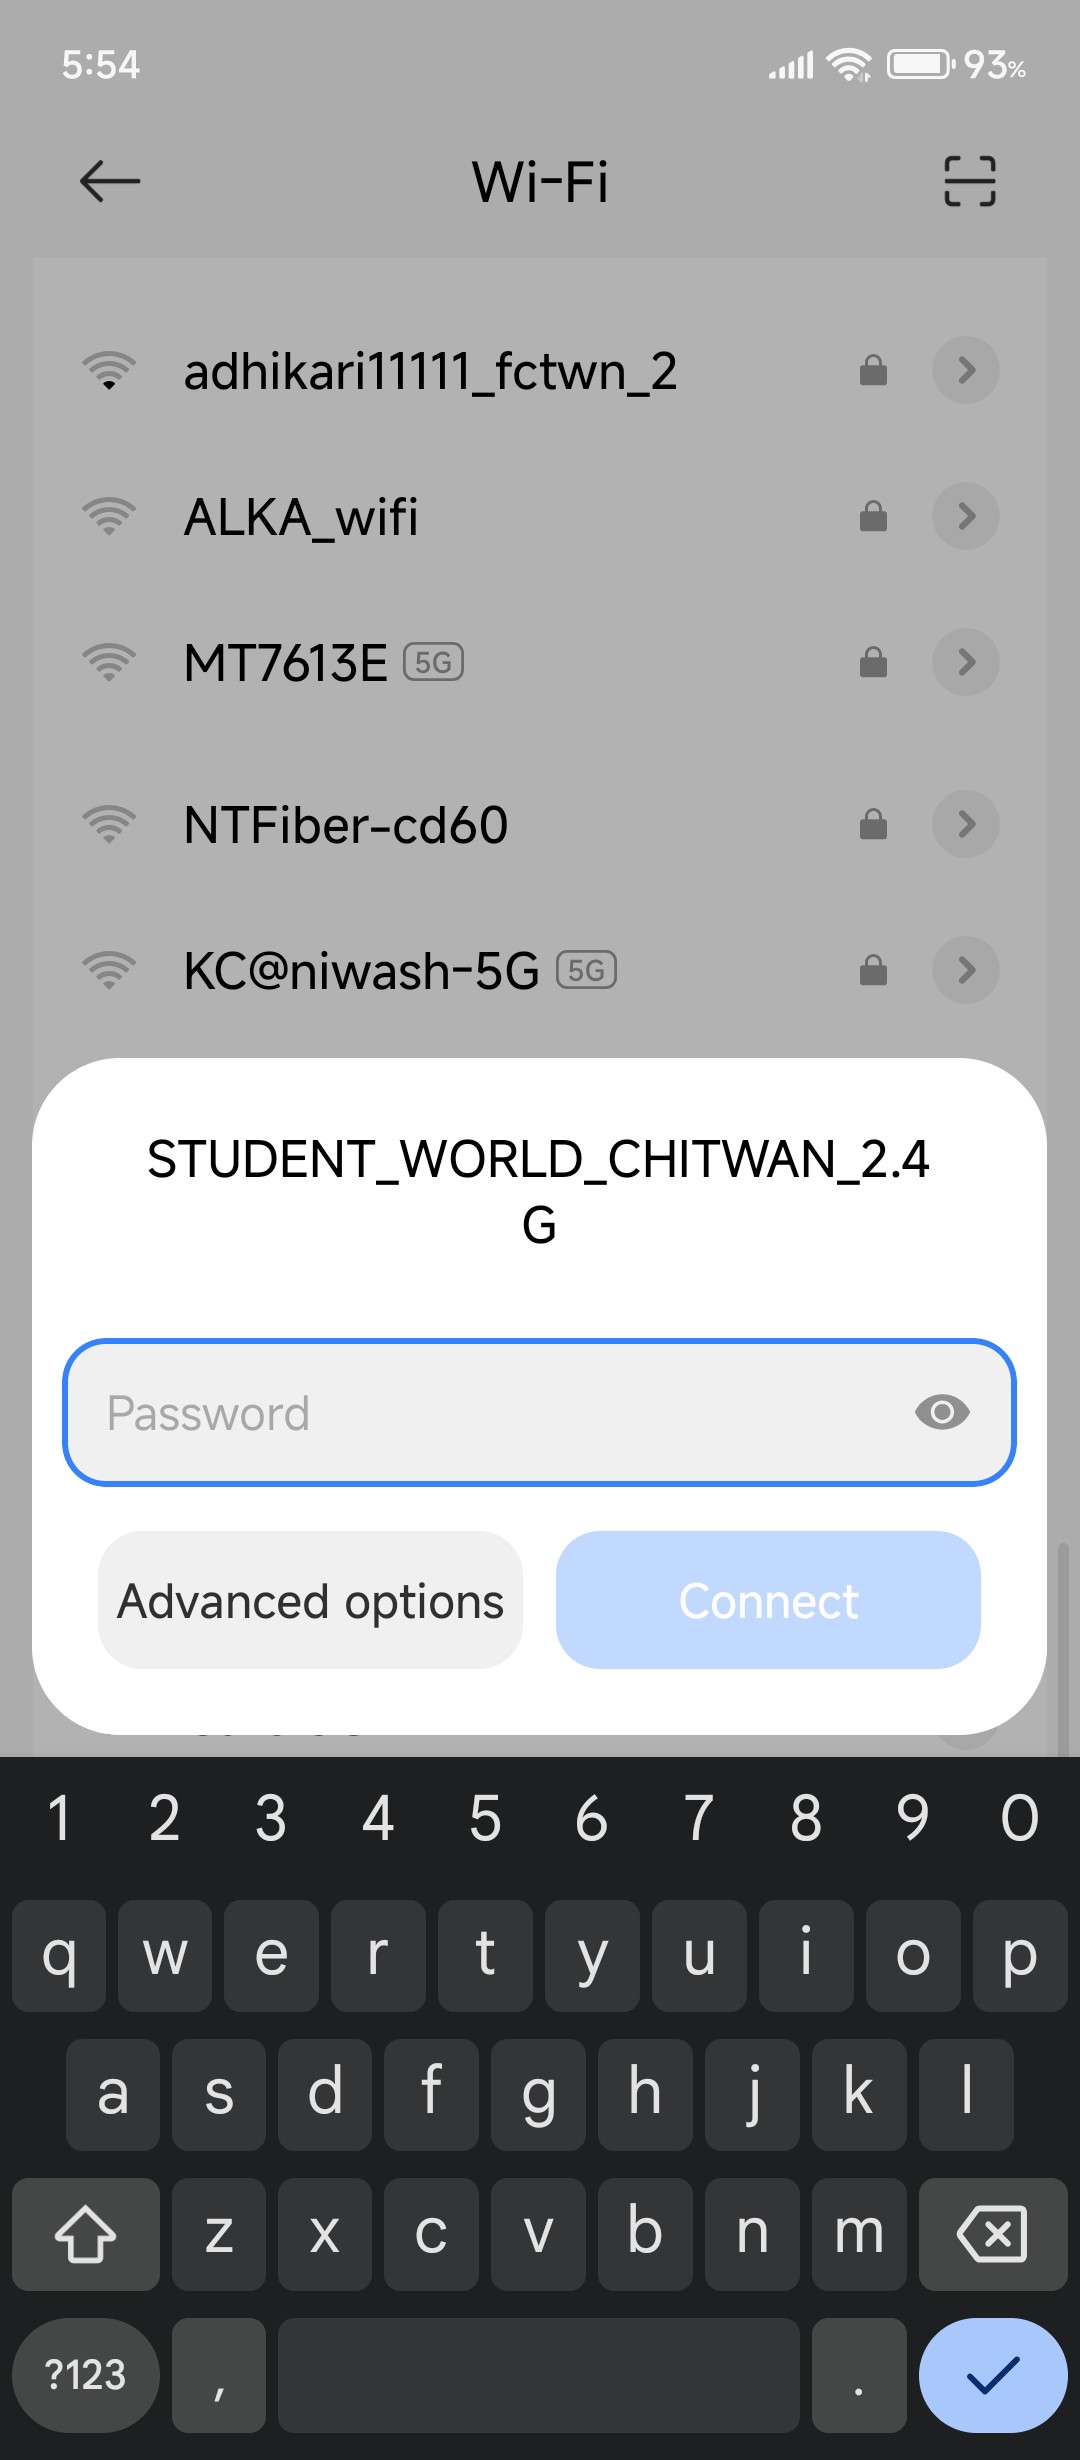 5:54
93%
Wi-Fi
adhikari11111_fctwn_2
ALKA_wifi
MT7613E 5G
NTFiber-cd60
KC@niwash-5G 5G
STUDENT_WORLD_CHITWAN_2.4
G
Password
Advanced options
Connect
1 2 3 4 5 6 7 8 9 0
q w e r t y u i o p
a s d f g h j k l
z x c v b n m
?123 , .